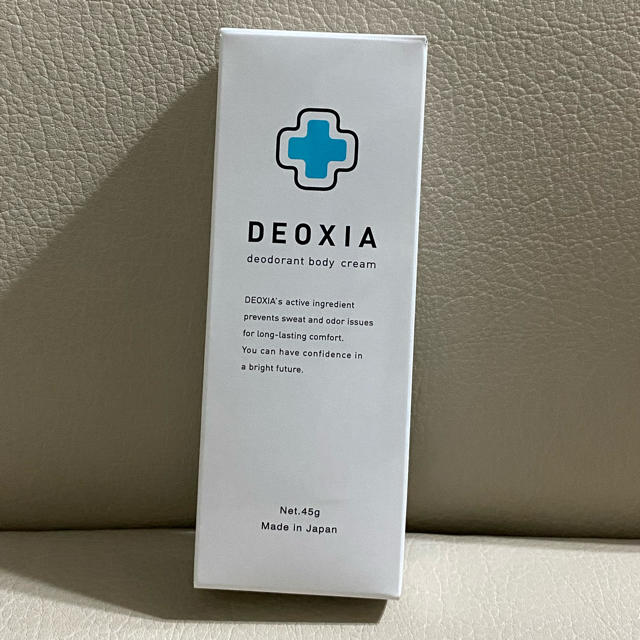 DEOXIA
deodorant body cream
DEOXIA's active ingredient
prevents sweat and odor issues
for long-lasting comfort.
You can have confidence in
a bright future.
Net.45g
Made in Japan